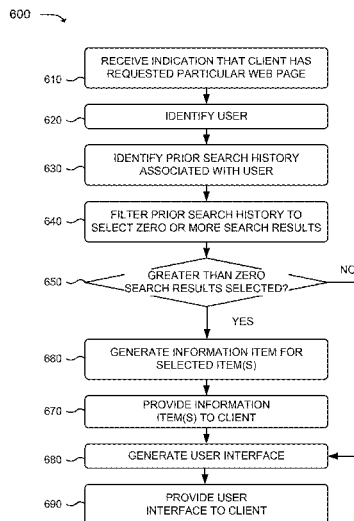 600
RECEIVE INDICATION THAT CLIENT HAS
REQUESTED PARTICULAR WEB PAGE
610
IDENTIFY USER
620
IDENTIFY PRIOR SEARCH HISTORY
ASSOCIATED WITH USER
630
FILTER PRIOR SEARCH HISTORY TO
SELECT ZERO OR MORE SEARCH RESULTS
640
GREATER THAN ZERO
SEARCH RESULTS SELECTED?
650
NO
YES
GENERATE INFORMATION ITEM FOR
SELECTED ITEM(S)
660
PROVIDE INFORMATION
ITEM(S) TO CLIENT
670
GENERATE USER INTERFACE
680
PROVIDE USER
INTERFACE TO CLIENT
690